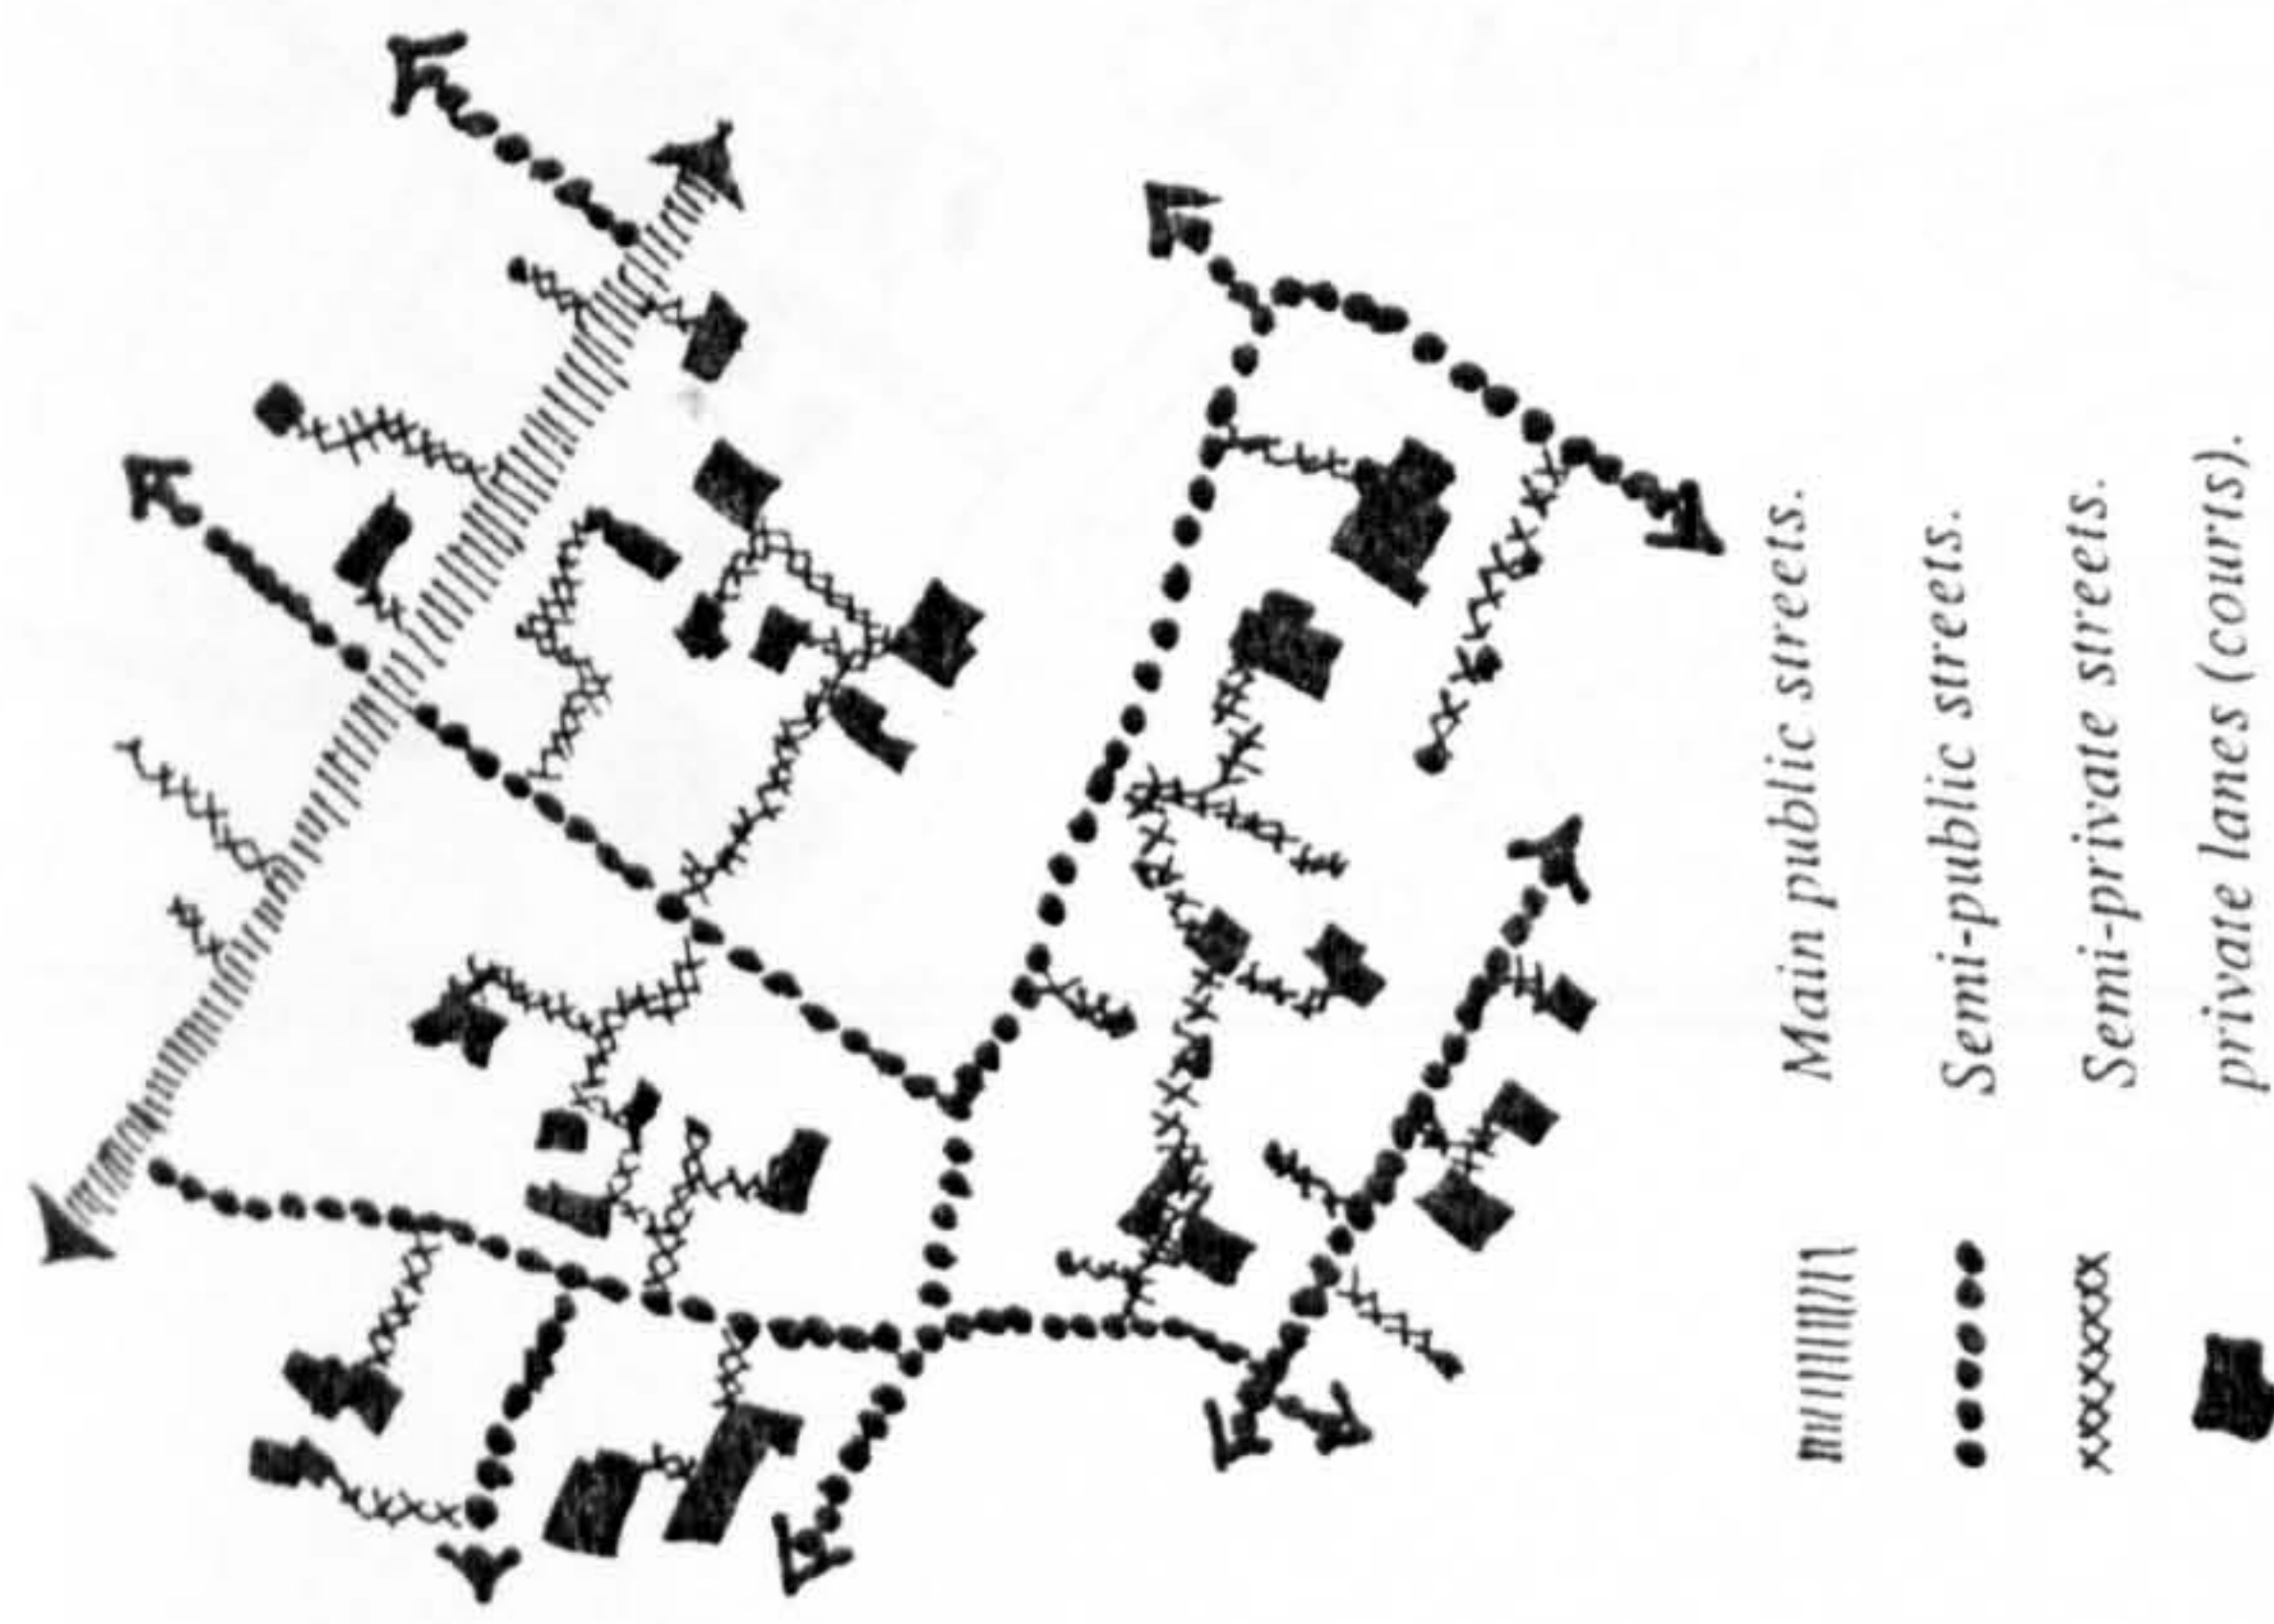 Main public streets.
Semi-public streets.
Semi-private streets.
private lanes (courts).